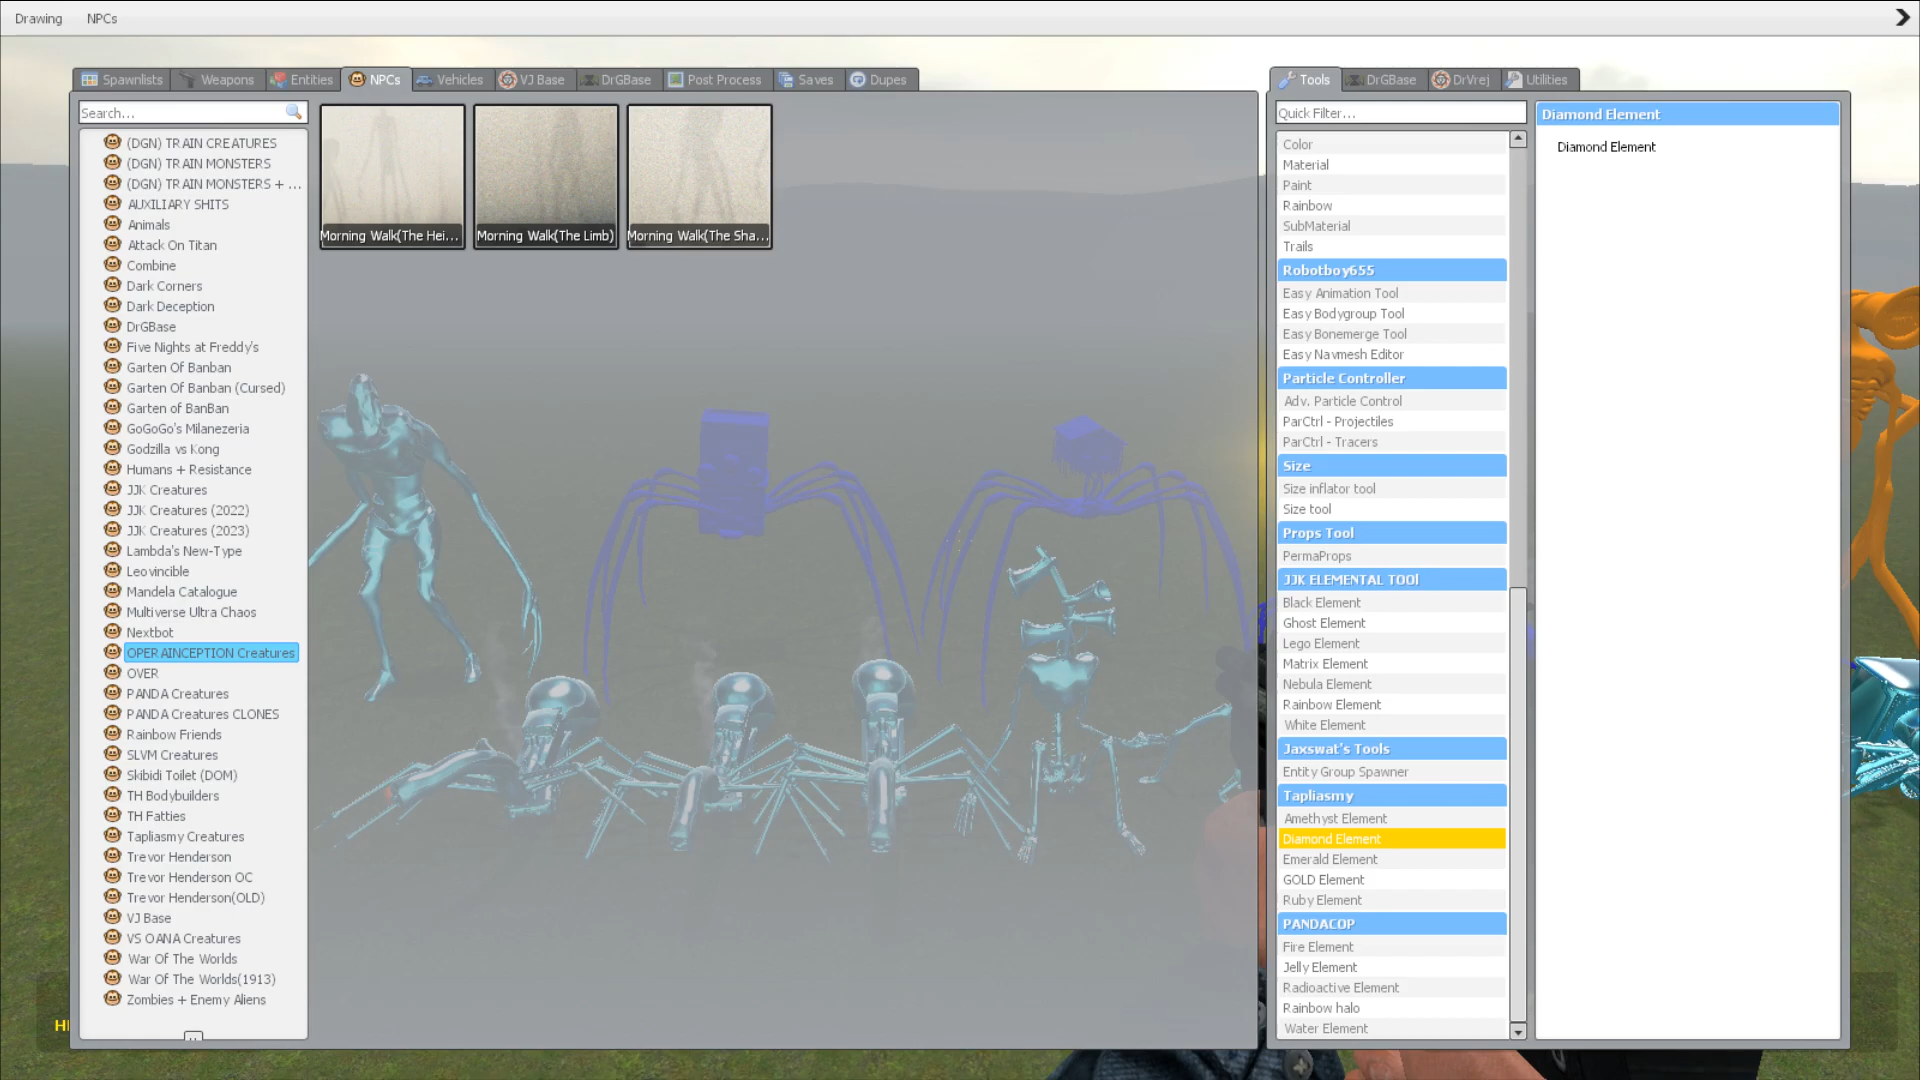 Drawing NPCs
Spawnlists Weapons Entities NPCs Vehicles VJ Base DrGBase Post Process Saves Dupes
Search...
(DGN) TRAIN CREATURES
(DGN) TRAIN MONSTERS
(DGN) TRAIN MONSTERS + ...
AUXILIARY SHITS
Animals
Attack On Titan
Combine
Dark Corners
Dark Deception
DrGBase
Five Nights at Freddy's
Garten Of Banban
Garten Of Banban (Cursed)
Garten of BanBan
GoGoGo's Milanezeria
Godzilla vs Kong
Humans + Resistance
JJK Creatures
JJK Creatures (2022)
JJK Creatures (2023)
Lambda's New-Type
Leovincible
Mandela Catalogue
Multiverse Ultra Chaos
Nextbot
OPERAINCEPTION Creatures
OVER
PANDA Creatures
PANDA Creatures CLONES
Rainbow Friends
SLVM Creatures
Skibidi Toilet (DOM)
TH Bodybuilders
TH Fatties
Tapliasmy Creatures
Trevor Henderson
Trevor Henderson OC
Trevor Henderson(OLD)
VJ Base
VS OANA Creatures
War Of The Worlds
War Of The Worlds(1913)
Zombies + Enemy Aliens
Morning Walk(The Hei...
Morning Walk(The Limb)
Morning Walk(The Sha...
Tools DrGBase DrVrej Utilities
Quick Filter...
Color
Material
Paint
Rainbow
SubMaterial
Trails
Robotboy655
Easy Animation Tool
Easy Bodygroup Tool
Easy Bonemerge Tool
Easy Navmesh Editor
Particle Controller
Adv. Particle Control
ParCtrl - Projectiles
ParCtrl - Tracers
Size
Size inflator tool
Size tool
Props Tool
PermaProps
JJK ELEMENTAL TOOl
Black Element
Ghost Element
Lego Element
Matrix Element
Nebula Element
Rainbow Element
White Element
Jaxswat's Tools
Entity Group Spawner
Tapliasmy
Amethyst Element
Diamond Element
Emerald Element
GOLD Element
Ruby Element
PANDACOP
Fire Element
Jelly Element
Radioactive Element
Rainbow halo
Water Element
Diamond Element
Diamond Element